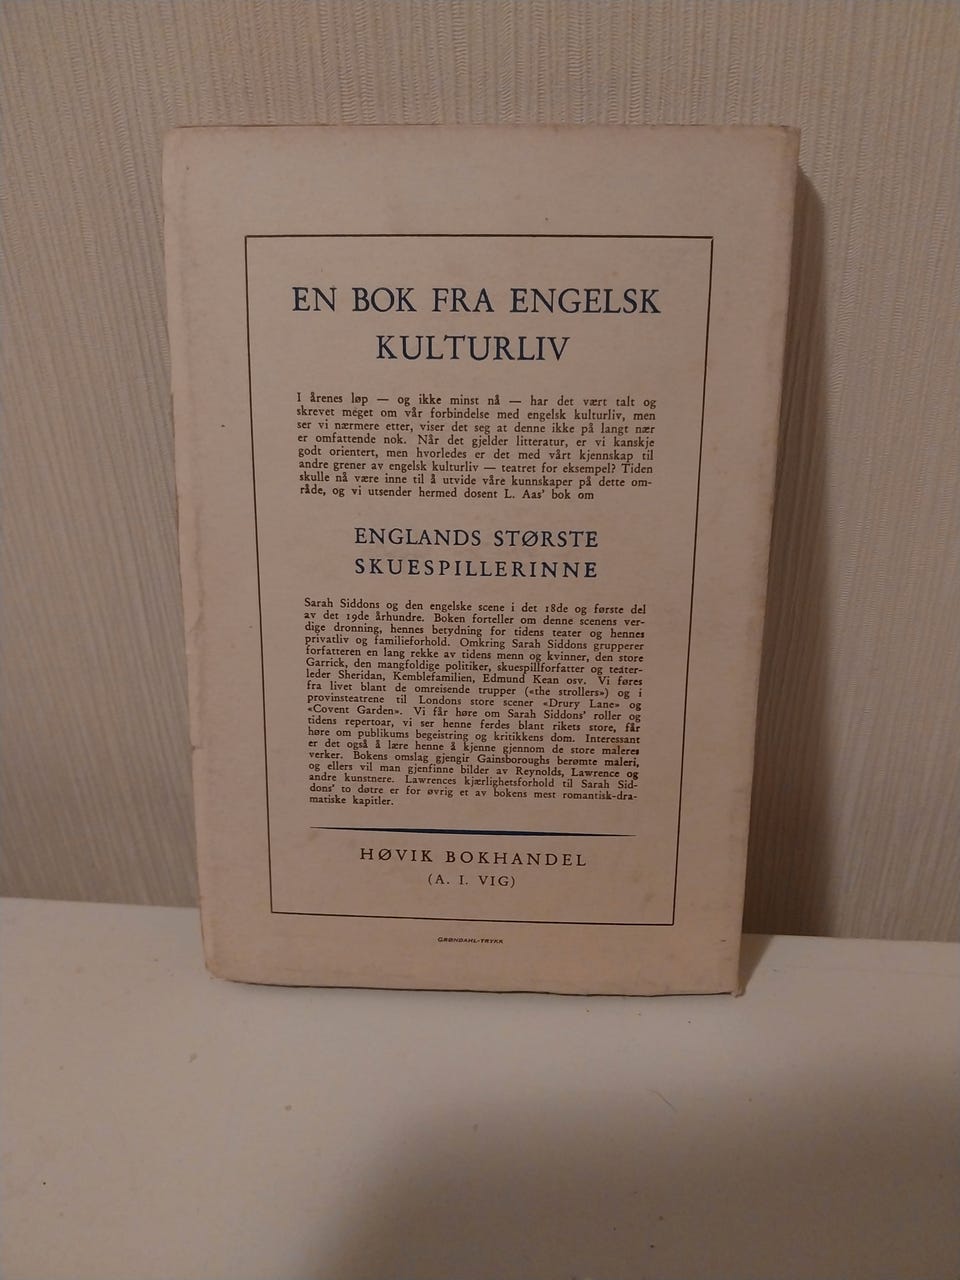 EN BOK FRA ENGELSK
KULTURLIV
I årenes løp — og ikke minst nå — har det vært talt og
skrevet meget om vår forbindelse med engelsk kulturliv, men
ser vi nærmere etter, viser det seg at denne ikke på langt nær
er omfattende nok. Når det gjelder litteratur, er vi kanskje
godt orientert, men hvorledes er det med vårt kjennskap til
andre grener av engelsk kulturliv — teatret for eksempel? Tiden
skulle nå være inne til å utvide våre kunnskaper på dette om-
råde, og vi utsender hermed dosent L. Aas' bok om
ENGLANDS STØRSTE
SKUESPILLERINNE
Sarah Siddons og den engelske scene i det 18de og første del
av det 19de århundre. Boken forteller om denne scenens ver-
dige dronning, hennes betydning for tidens teater og hennes
privatliv og familieforhold. Omkring Sarah Siddons grupperer
forfatteren en lang rekke av tidens menn og kvinner, den store
Garrick, den mangfoldige politiker, skuespillforfatter og teater-
leder Sheridan, Kemblefamilien, Edmund Kean osv. Vi føres
fra livet blant de omreisende trupper («the strollers») og i
provinsteatrene til Londons store scener «Drury Lane» og
«Covent Garden». Vi får høre om Sarah Siddons' roller og
tidens repertoar, vi ser henne ferdes blant rikets store, får
høre om publikums begeistring og kritikkens dom. Interessant
er det også å lære henne å kjenne gjennom de store maleres
verker. Bokens omslag gjengir Gainsboroughs berømte maleri,
og ellers vil man gjenfinne bilder av Reynolds, Lawrence og
andre kunstnere. Lawrences kjærlighetsforhold til Sarah Sid-
dons' to døtre er for øvrig et av bokens mest romantisk-dra-
matiske kapitler.
HØVIK BOKHANDEL
(A. I. VIG)
GRØNDAHL-TRYKK